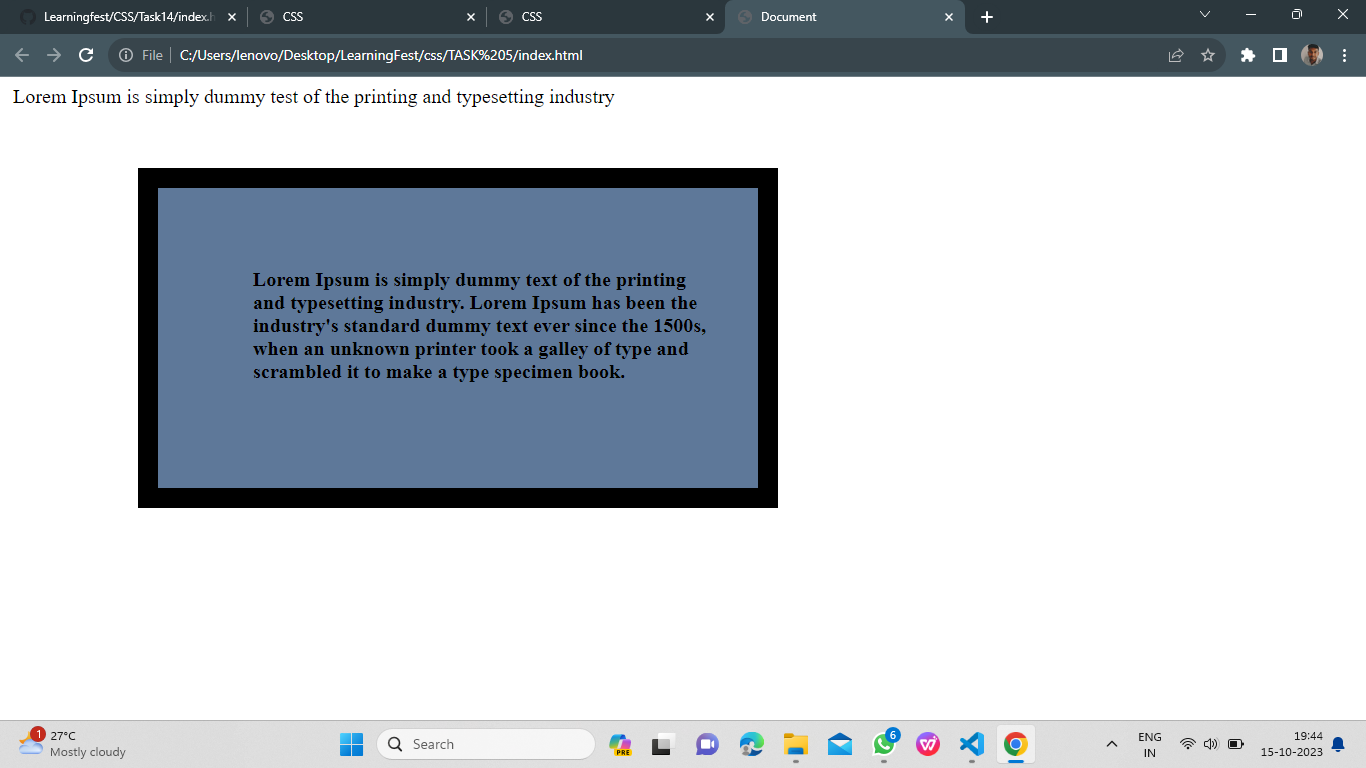 Learningfest/CSS/Task14/index.h
CSS
CSS
Document
File
C:/Users/lenovo/Desktop/LearningFest/css/TASK%205/index.html
Lorem Ipsum is simply dummy test of the printing and typesetting industry
Lorem Ipsum is simply dummy text of the printing
and typesetting industry. Lorem Ipsum has been the
industry's standard dummy text ever since the 1500s,
when an unknown printer took a galley of type and
scrambled it to make a type specimen book.
1
27°C
Mostly cloudy
Search
PRE
6
ENG
IN
19:44
15-10-2023